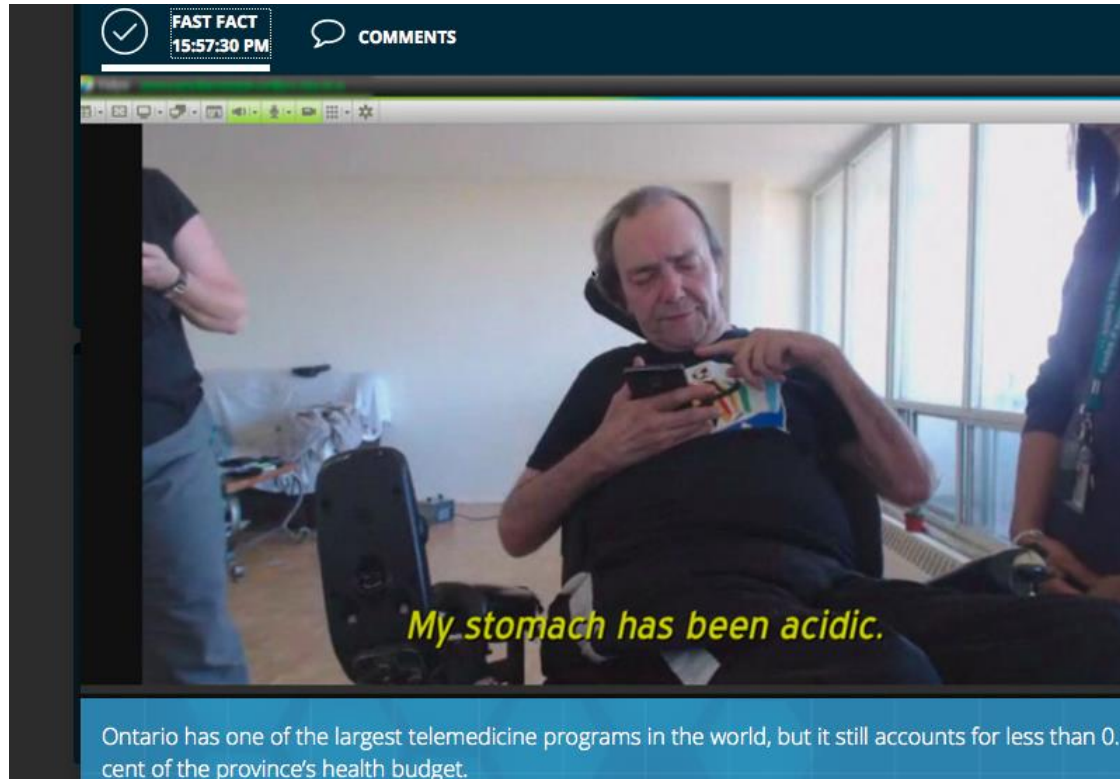 FAST FACT
15:57:30 PM
COMMENTS
My stomach has been acidic.
Ontario has one of the largest telemedicine programs in the world, but it still accounts for less than 0.
cent of the province's health budget.